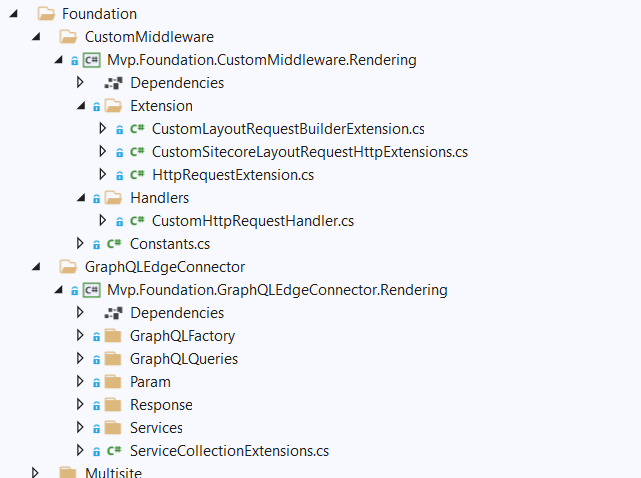 Foundation
CustomMiddleware
C# Mvp.Foundation.CustomMiddleware.Rendering
Dependencies
Extension
C# CustomLayoutRequestBuilderExtension.cs
C# CustomSitecoreLayoutRequestHttpExtensions.cs
C# HttpRequestExtension.cs
Handlers
C# CustomHttpRequestHandler.cs
C# Constants.cs
GraphQLEdgeConnector
C# Mvp.Foundation.GraphQLEdgeConnector.Rendering
Dependencies
GraphQLFactory
GraphQLQueries
Param
Response
Services
C# ServiceCollectionExtensions.cs
Multisite